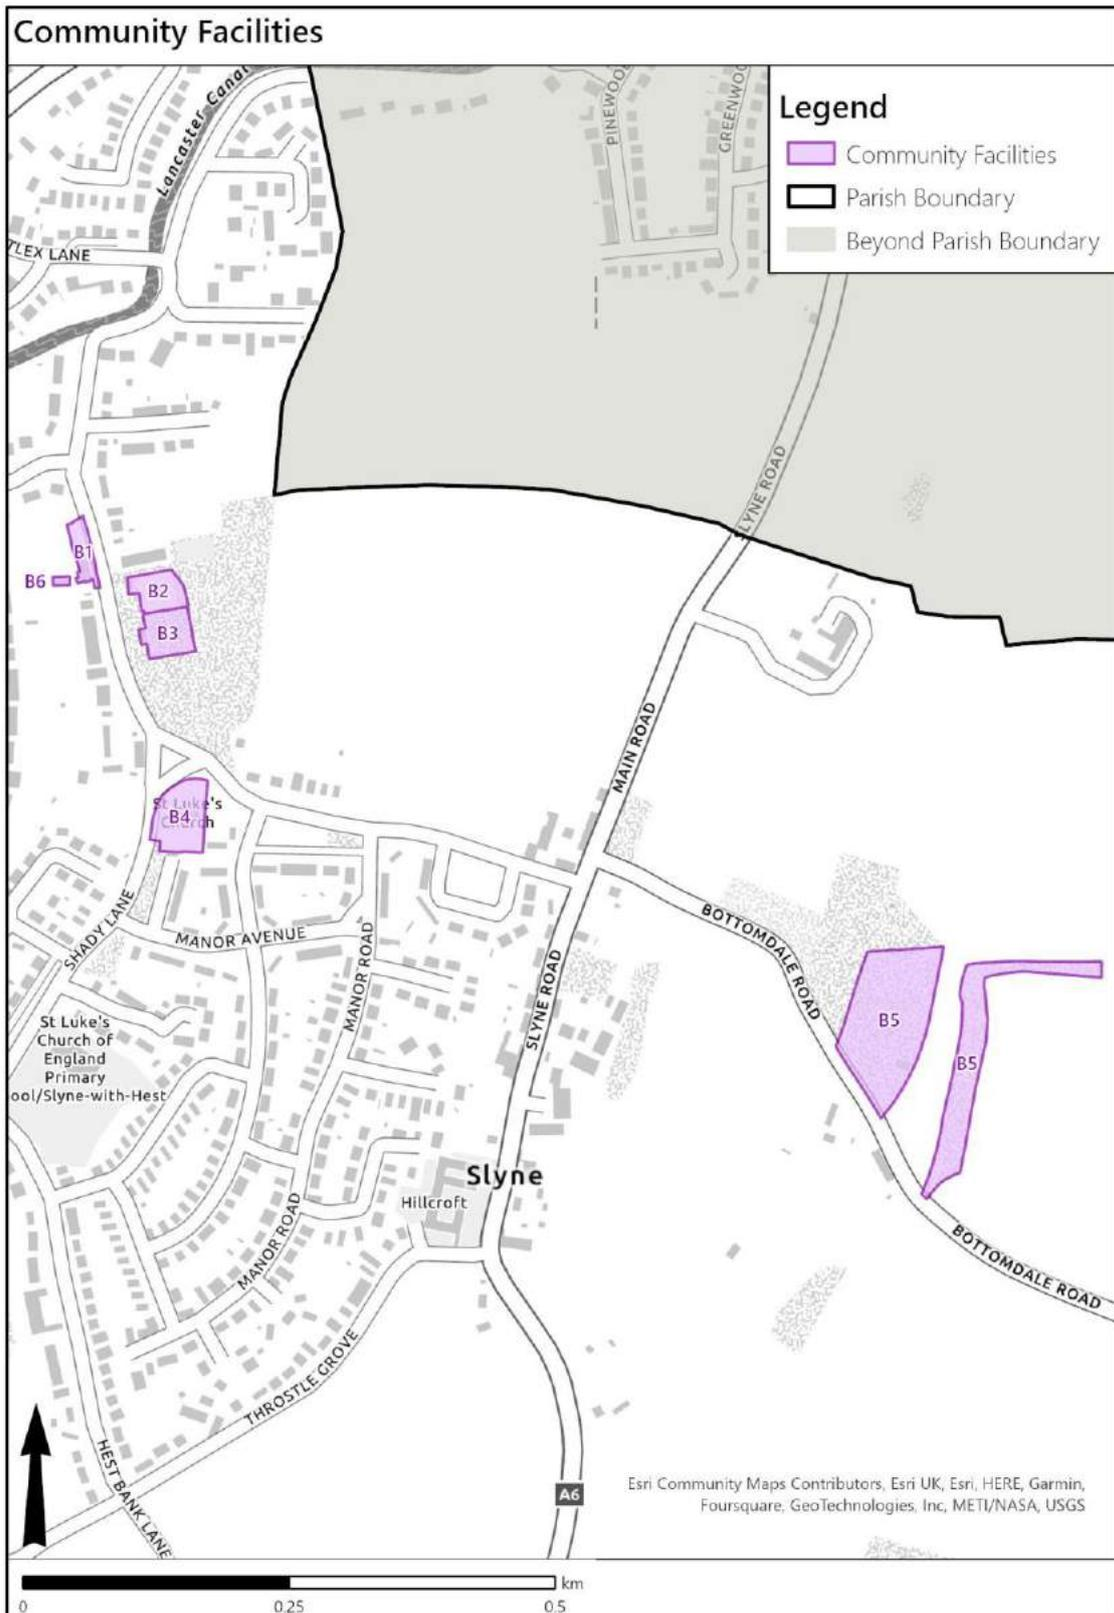 Community Facilities
Lancaster Canal
PINEWOOD
GREENWOO
Legend
Community Facilities
Parish Boundary
Beyond Parish Boundary
TLEX LANE
SLYNE ROAD
B1
B6
B2
B3
MAIN ROAD
St Luke's
Church
B4
SHADY LANE
MANOR AVENUE
MANOR ROAD
SLYNE ROAD
BOTTOMDALE ROAD
B5
B5
St Luke's
Church of
England
Primary
ool/Slyne-with-Hest
Slyne
Hillcroft
MANOR ROAD
BOTTOMDALE ROAD
THROSTLE GROVE
HEST BANK LANE
A6
Esri Community Maps Contributors, Esri UK, Esri, HERE, Garmin,
Foursquare, GeoTechnologies, Inc, METI/NASA, USGS
km
0
0.25
0.5